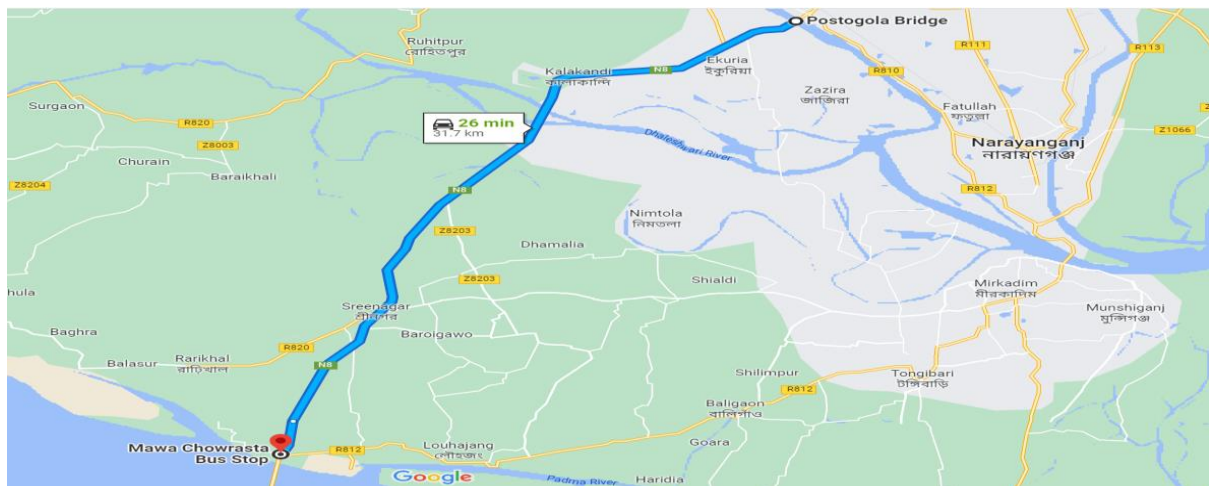 Postogola Bridge
Ruhitpur
রোহিতপুর
R111
R113
Ekuria
ইকুরিয়া
Kalakandi
কালাকান্দি
N8
R810
Zazira
জাজিরা
Surgaon
Fatullah
ফতুল্লা
26 min
31.7 km
R820
Z1066
Z8003
Dhaleshwari River
Narayanganj
নারায়ণগঞ্জ
Churain
Baraikhali
Z8204
N8
R812
Nimtola
নিমতলা
Z8203
Dhamalia
Z8203
Shialdi
Mirkadim
মীরকাদিম
hula
Sreenagar
শ্রীনগর
Munshiganj
মুন্সিগঞ্জ
Baghra
Baroigawo
R820
Balasur
Rarikhal
রাঢ়িখাল
N8
Shilimpur
Tongibari
টাঙ্গিবাড়ি
R812
Baligaon
বালিগাঁও
Mawa Chowrasta
Bus Stop
R812
Louhajang
লৌহজং
Goara
Google
Padma River
Haridia